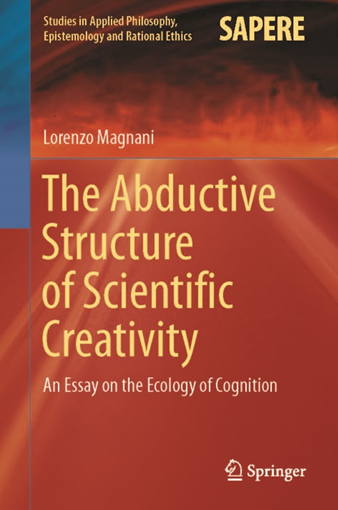 Studies in Applied Philosophy,
Epistemology and Rational Ethics
SAPERE
Lorenzo Magnani
The Abductive
Structure
of Scientific
Creativity
An Essay on the Ecology of Cognition
Springer